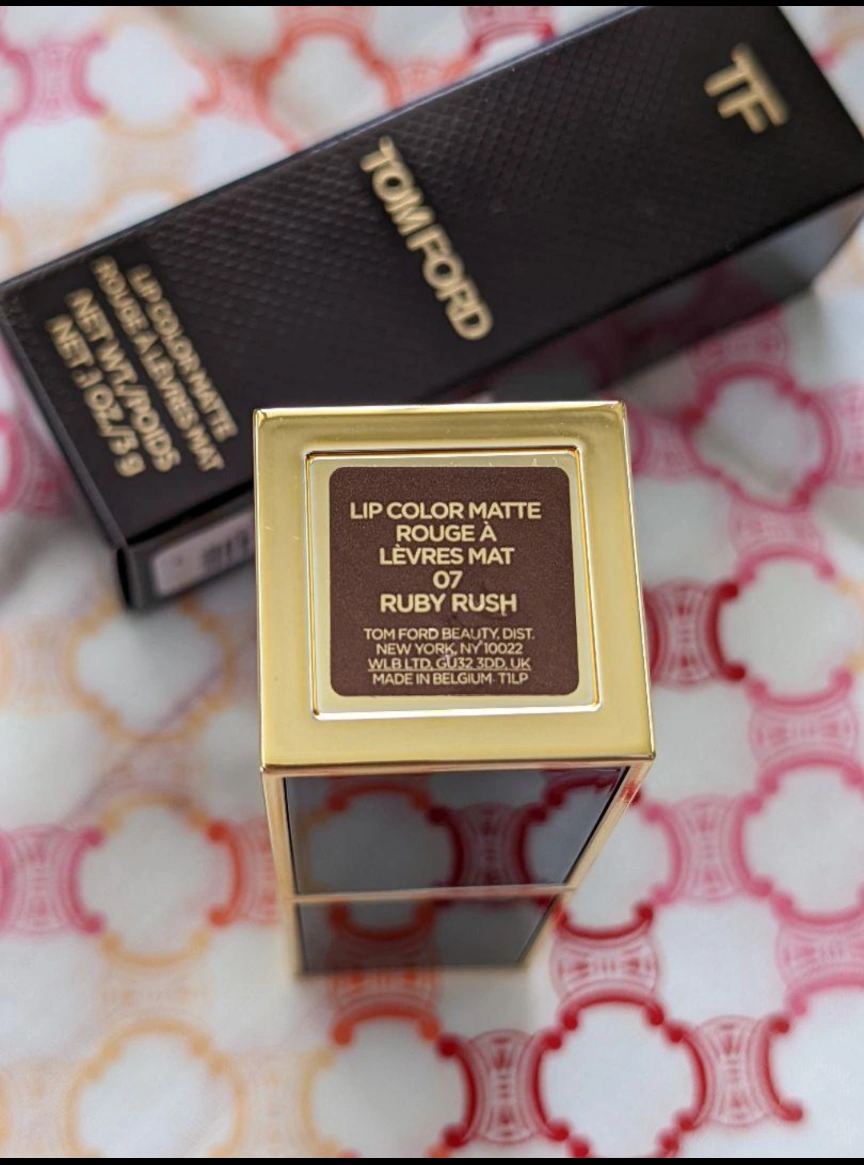 TF
TOM FORD
LIP COLOR MATTE
ROUGE À LÈVRES MAT
NET WT./POIDS
NET .1 OZ/3 g
LIP COLOR MATTE
ROUGE À
LÈVRES MAT
07
RUBY RUSH
TOM FORD BEAUTY, DIST.
NEW YORK, NY 10022
WLB LTD, GU32 3DD, UK
MADE IN BELGIUM T1LP